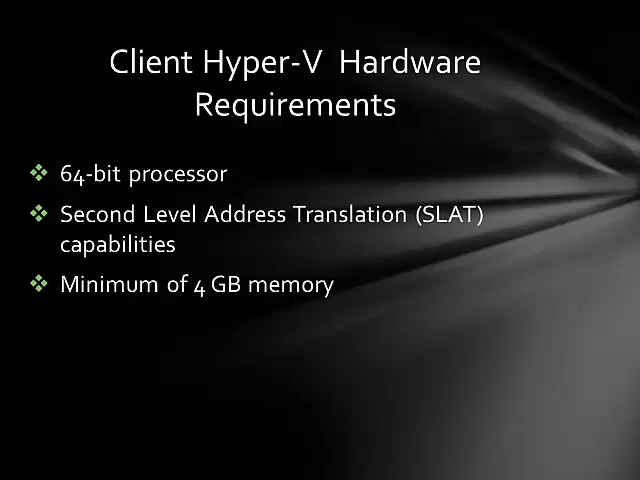 Client Hyper-V Hardware
Requirements
64-bit processor
Second Level Address Translation (SLAT)
capabilities
Minimum of 4 GB memory